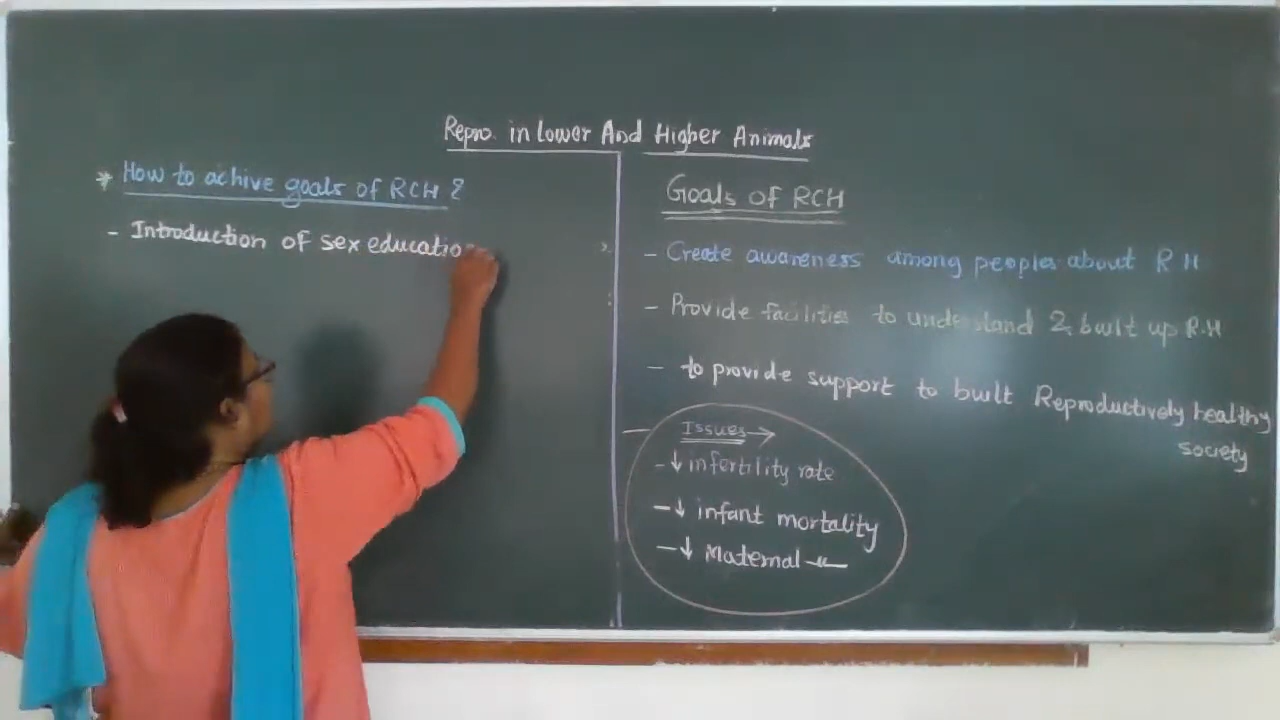 Repro. in Lower And Higher Animals
* How to achive goals of RCH ?
- Introduction of sex education
Goals of RCH
- Create awareness among peoples about R H
- Provide facilities to understand & built up R.H
- to provide support to built Reproductively healthy
society
Issues →
- ↓ infertility rate
- ↓ infant mortality
- ↓ Maternal -"-